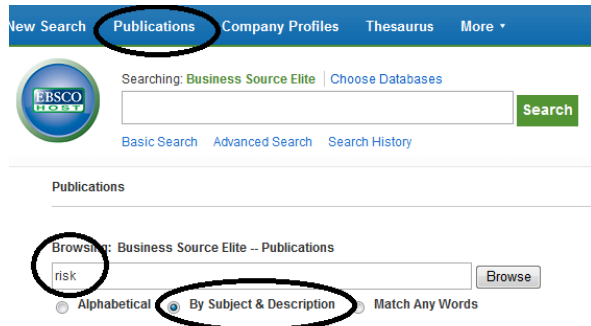 New Search Publications Company Profiles Thesaurus More
Searching: Business Source Elite | Choose Databases
EBSCO
HOST
Search
Basic Search Advanced Search Search History
Publications
Browsing: Business Source Elite -- Publications
risk Browse
Alphabetical By Subject & Description Match Any Words